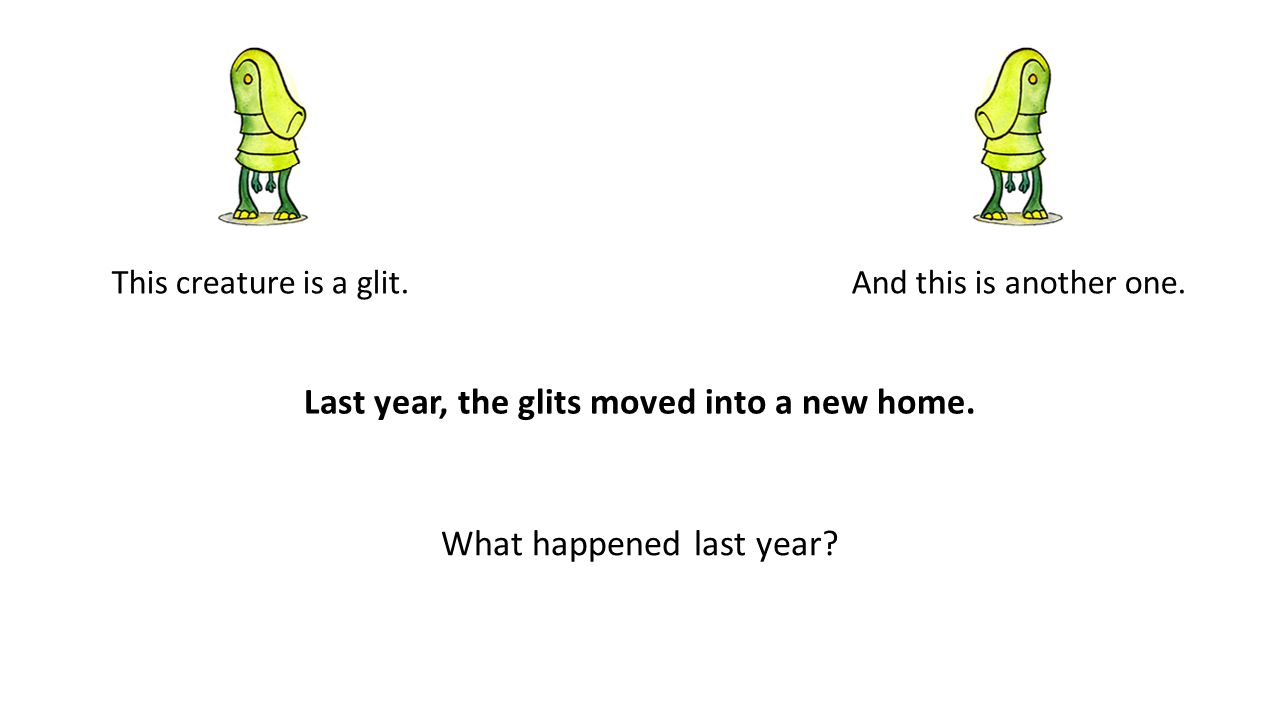 This creature is a glit.
And this is another one.
Last year, the glits moved into a new home.
What happened last year?